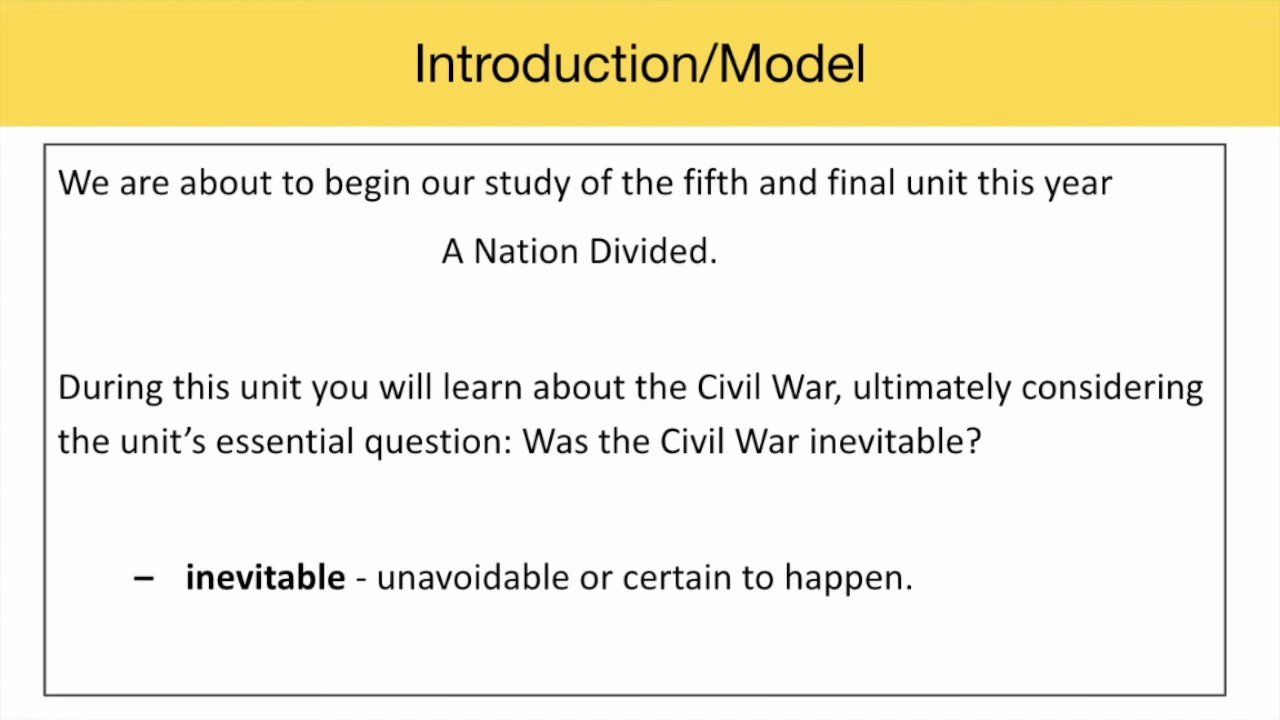 Introduction/Model
We are about to begin our study of the fifth and final unit this year
A Nation Divided.
During this unit you will learn about the Civil War, ultimately considering
the unit’s essential question: Was the Civil War inevitable?
– inevitable - unavoidable or certain to happen.